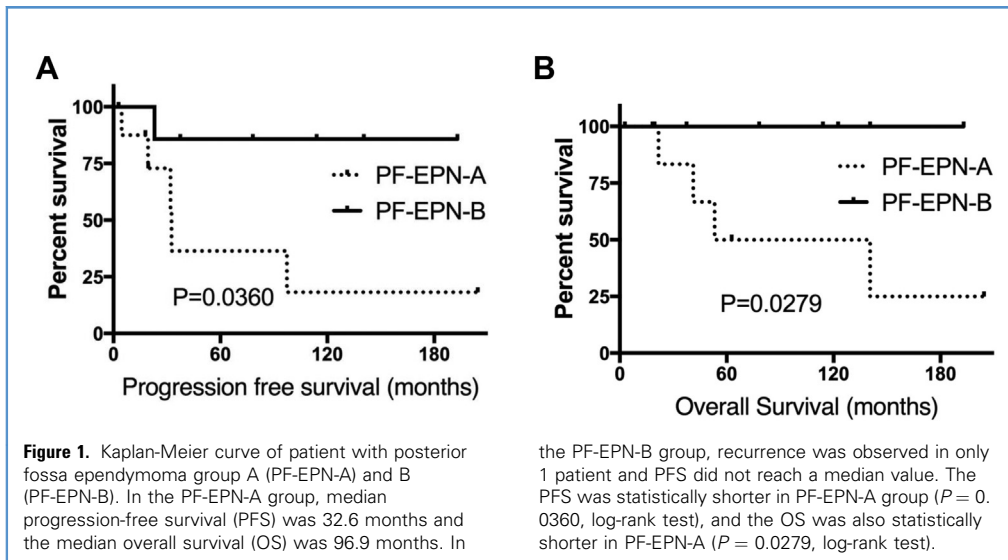 A
100
75
50
25
0
Percent survival
PF-EPN-A
PF-EPN-B
P=0.0360
0 60 120 180
Progression free survival (months)
B
100
75
50
25
0
Percent survival
PF-EPN-A
PF-EPN-B
P=0.0279
0 60 120 180
Overall Survival (months)
Figure 1. Kaplan-Meier curve of patient with posterior
fossa ependymoma group A (PF-EPN-A) and B
(PF-EPN-B). In the PF-EPN-A group, median
progression-free survival (PFS) was 32.6 months and
the median overall survival (OS) was 96.9 months. In
the PF-EPN-B group, recurrence was observed in only
1 patient and PFS did not reach a median value. The
PFS was statistically shorter in PF-EPN-A group (P = 0.
0360, log-rank test), and the OS was also statistically
shorter in PF-EPN-A (P = 0.0279, log-rank test).